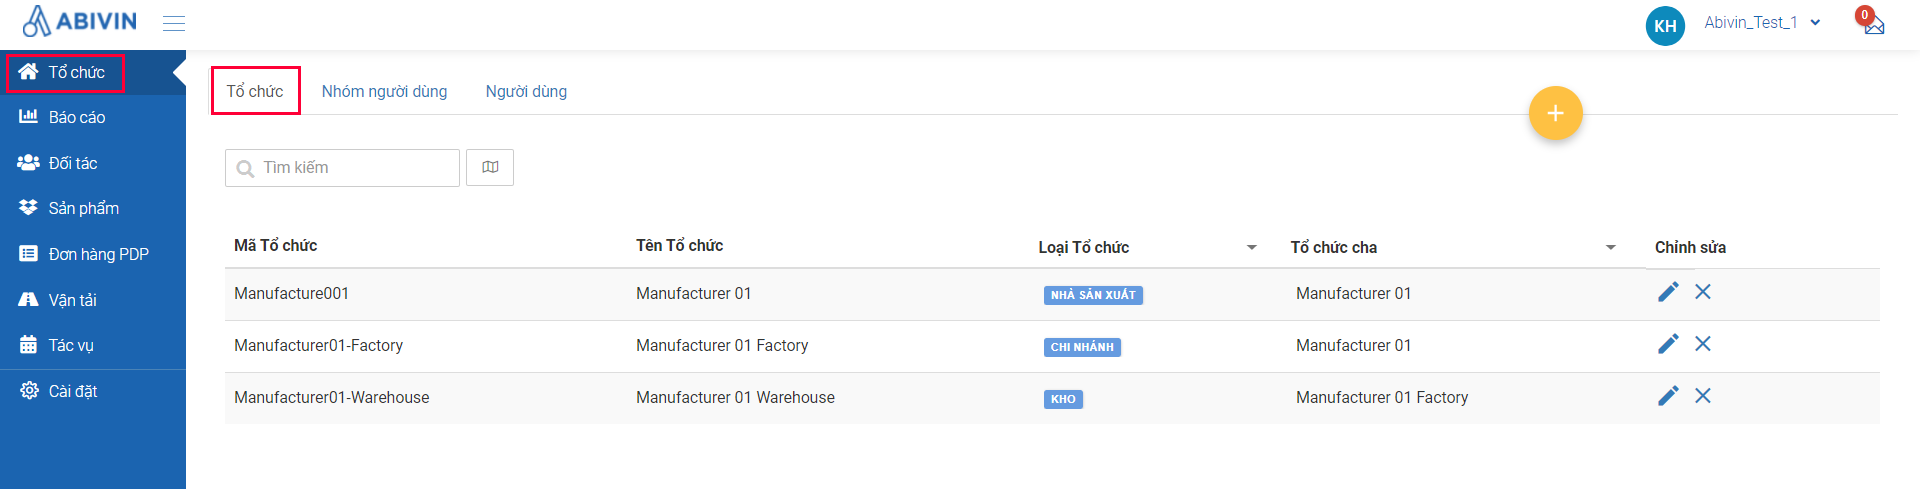 ABIVIN
KH
Abivin_Test_1
0
Tổ chức
Báo cáo
Đối tác
Sản phẩm
Đơn hàng PDP
Vận tải
Tác vụ
Cài đặt
Tổ chức Nhóm người dùng Người dùng
+
Tìm kiếm
Mã Tổ chức Tên Tổ chức Loại Tổ chức Tổ chức cha Chỉnh sửa
Manufacture001 Manufacturer 01 NHÀ SẢN XUẤT Manufacturer 01
Manufacturer01-Factory Manufacturer 01 Factory CHI NHÁNH Manufacturer 01
Manufacturer01-Warehouse Manufacturer 01 Warehouse KHO Manufacturer 01 Factory